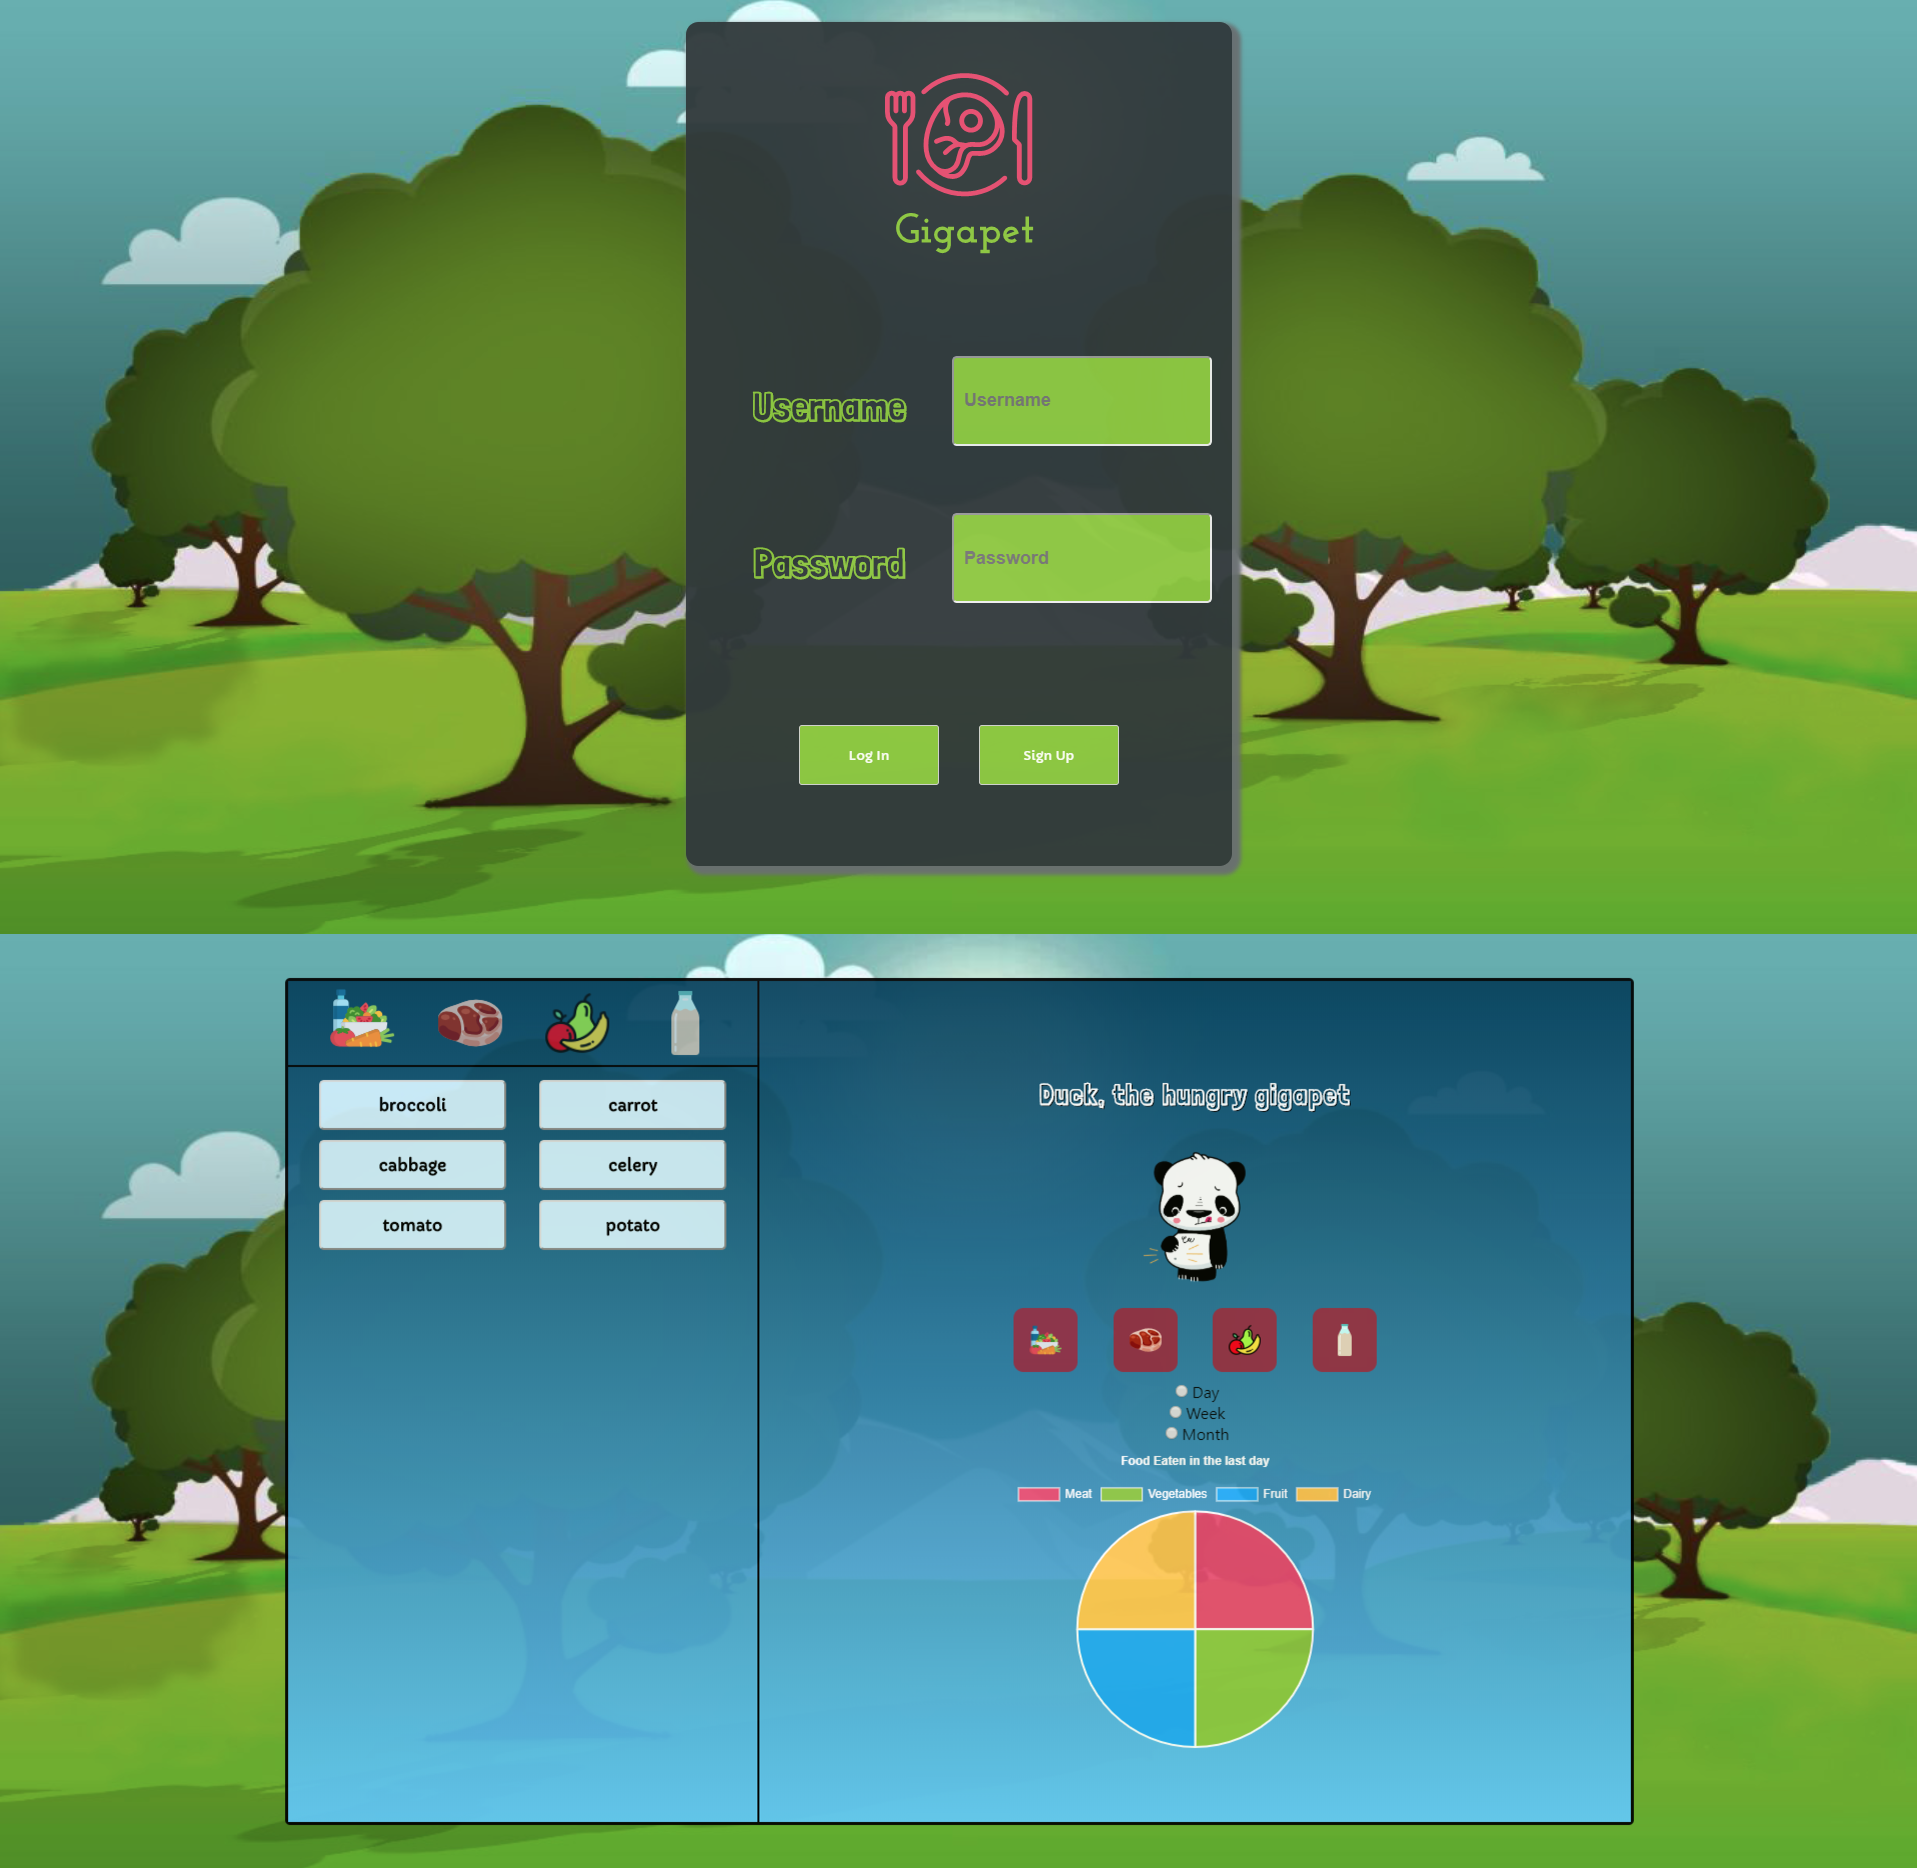 Gigapet
Username
Username
Password
Password
Log In
Sign Up
broccoli
carrot
cabbage
celery
tomato
potato
Duck, the hungry gigapet
Day
Week
Month
Food Eaten in the last day
Meat Vegetables Fruit Dairy